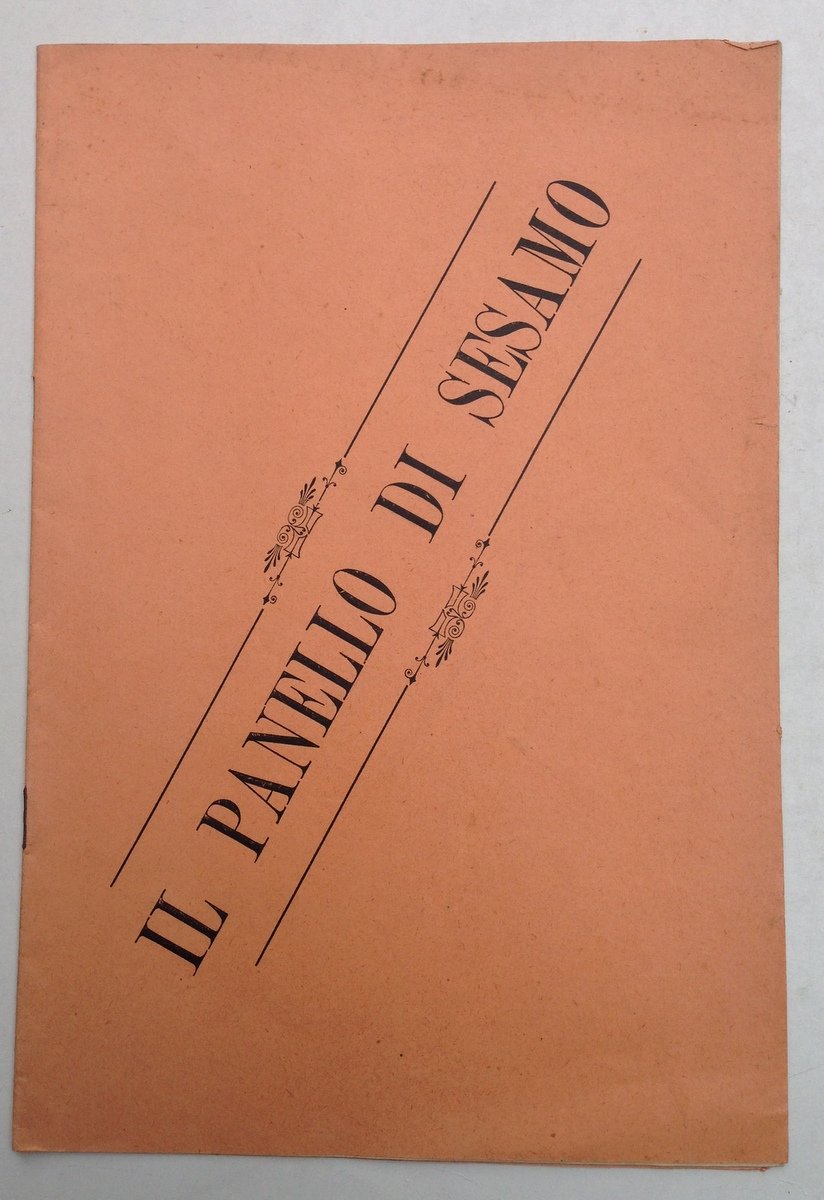 IL PANELLO DI SESAMO